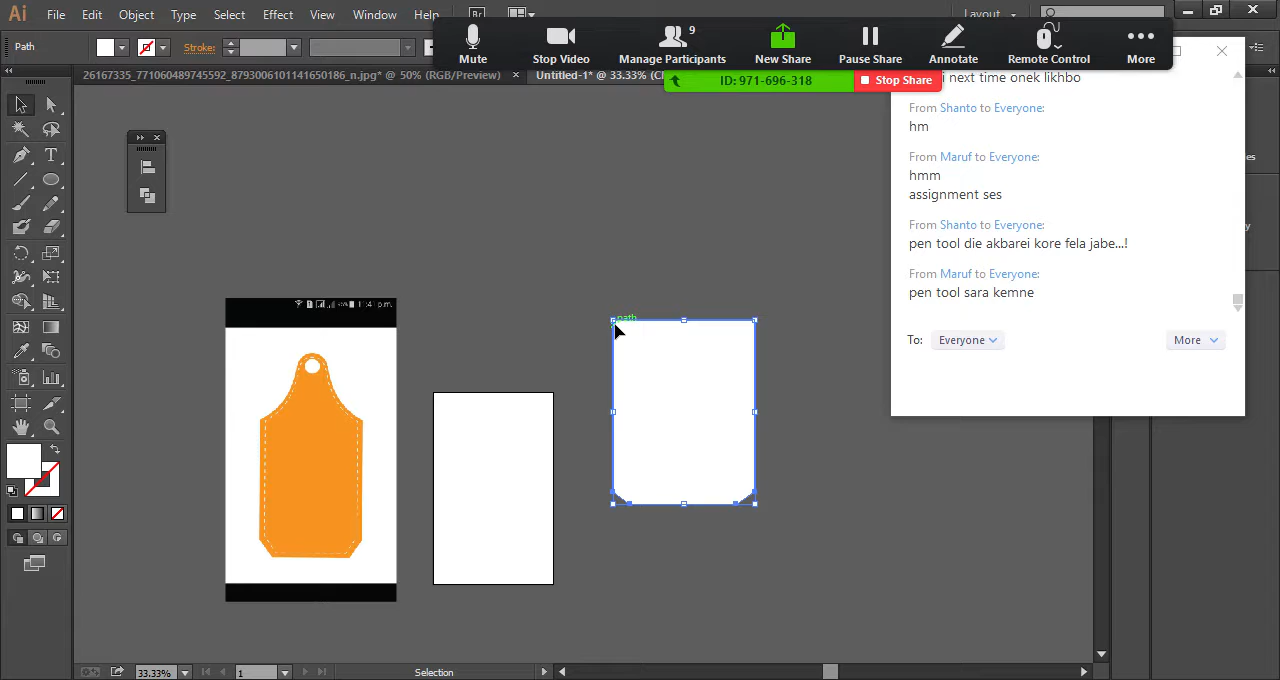 Ai File Edit Object Type Select Effect View Window Help Br Layout
Path Stroke:
Mute Stop Video Manage Participants 9 New Share Pause Share Annotate Remote Control More
ID: 971-696-318 Stop Share
26167335_771060489745592_8793006101141650186_n.jpg* @ 50% (RGB/Preview) × Untitled-1* @ 33.33% (C
i next time onek likhbo
From Shanto to Everyone:
hm
From Maruf to Everyone:
hmm
assignment ses
From Shanto to Everyone:
pen tool die akbarei kore fela jabe...!
From Maruf to Everyone:
pen tool sara kemne
To: Everyone More
path
33.33% 1 Selection